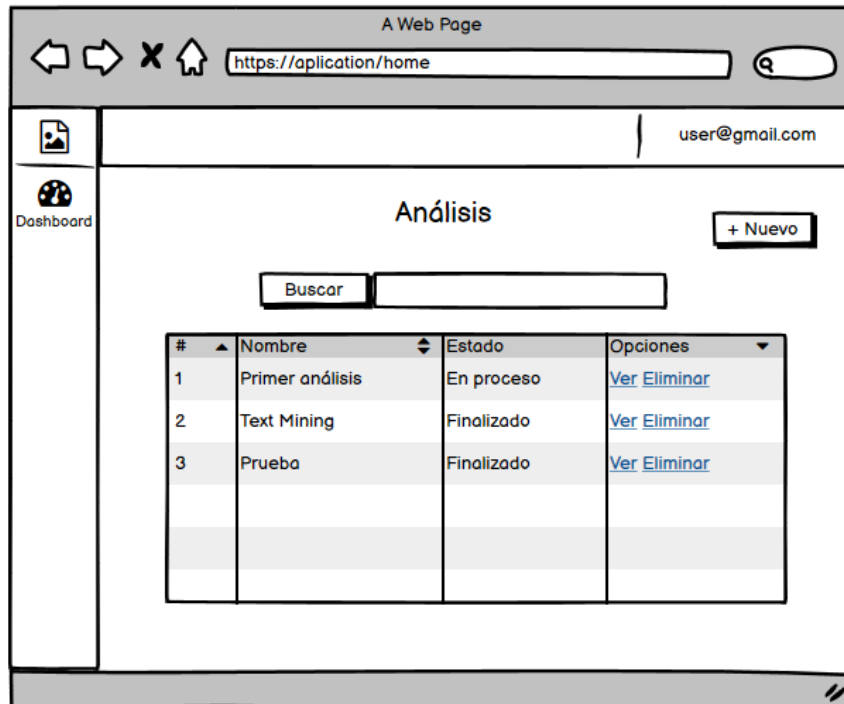 A Web Page
https://aplication/home
user@gmail.com
Dashboard
Análisis
+ Nuevo
Buscar
# Nombre Estado Opciones
1 Primer análisis En proceso Ver Eliminar
2 Text Mining Finalizado Ver Eliminar
3 Prueba Finalizado Ver Eliminar